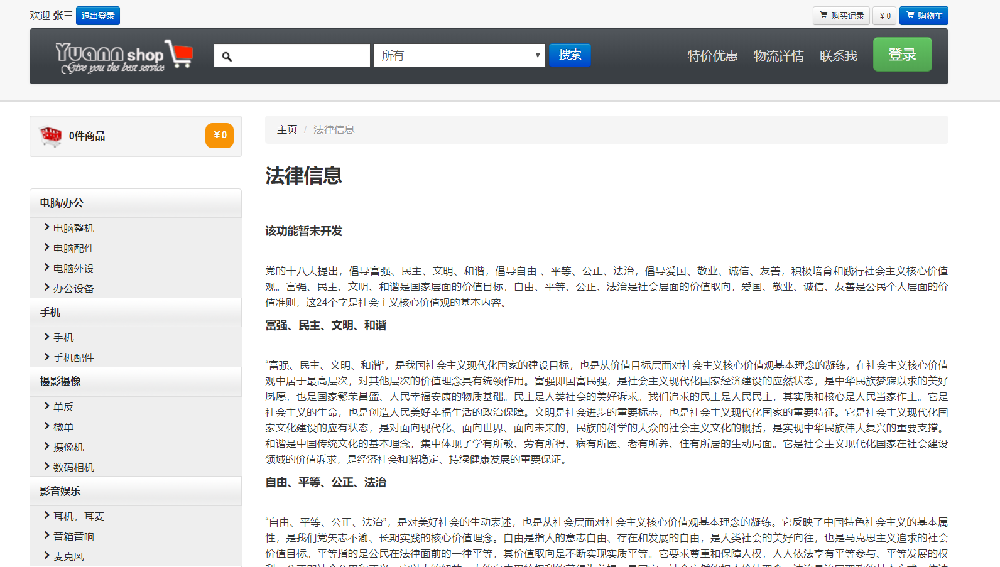 欢迎 张三 退出登录
购买记录 ¥0 购物车
Yuann shop
Give you the best service
所有 搜索
特价优惠 物流详情 联系我 登录
0件商品 ¥0
电脑/办公
电脑整机
电脑配件
电脑外设
办公设备
手机
手机
手机配件
摄影摄像
单反
微单
摄像机
数码相机
影音娱乐
耳机，耳麦
音箱音响
麦克风
主页 / 法律信息
法律信息
该功能暂未开发
党的十八大提出，倡导富强、民主、文明、和谐，倡导自由 、平等、公正、法治，倡导爱国、敬业、诚信、友善，积极培育和践行社会主义核心价值
观。富强、民主、文明、和谐是国家层面的价值目标，自由、平等、公正、法治是社会层面的价值取向，爱国、敬业、诚信、友善是公民个人层面的价
值准则，这24个字是社会主义核心价值观的基本内容。
富强、民主、文明、和谐
“富强、民主、文明、和谐”，是我国社会主义现代化国家的建设目标，也是从价值目标层面对社会主义核心价值观基本理念的凝练，在社会主义核心价值
观中居于最高层次，对其他层次的价值理念具有统领作用。富强即国富民强，是社会主义现代化国家经济建设的应然状态，是中华民族梦寐以求的美好
夙愿，也是国家繁荣昌盛、人民幸福安康的物质基础。民主是人类社会的美好诉求。我们追求的民主是人民民主，其实质和核心是人民当家作主。它是
社会主义的生命，也是创造人民美好幸福生活的政治保障。文明是社会进步的重要标志，也是社会主义现代化国家的重要特征。它是社会主义现代化国
家文化建设的应有状态，是对面向现代化、面向世界、面向未来的，民族的科学的大众的社会主义文化的概括，是实现中华民族伟大复兴的重要支撑。
和谐是中国传统文化的基本理念，集中体现了学有所教、劳有所得、病有所医、老有所养、住有所居的生动局面。它是社会主义现代化国家在社会建设
领域的价值诉求，是经济社会和谐稳定、持续健康发展的重要保证。
自由、平等、公正、法治
“自由、平等、公正、法治”，是对美好社会的生动表述，也是从社会层面对社会主义核心价值观基本理念的凝练。它反映了中国特色社会主义的基本属
性，是我们党矢志不渝、长期实践的核心价值理念。自由是指人的意志自由、存在和发展的自由，是人类社会的美好向往，也是马克思主义追求的社会
价值目标。平等指的是公民在法律面前的一律平等，其价值取向是不断实现实质平等。它要求尊重和保障人权，人人依法享有平等参与、平等发展的权